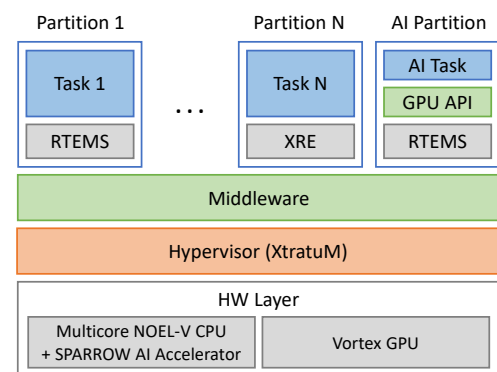 Partition 1
Partition N
AI Partition
Task 1
Task N
AI Task
GPU API
...
RTEMS
XRE
RTEMS
Middleware
Hypervisor (XtratuM)
HW Layer
Multicore NOEL-V CPU
+ SPARROW AI Accelerator
Vortex GPU